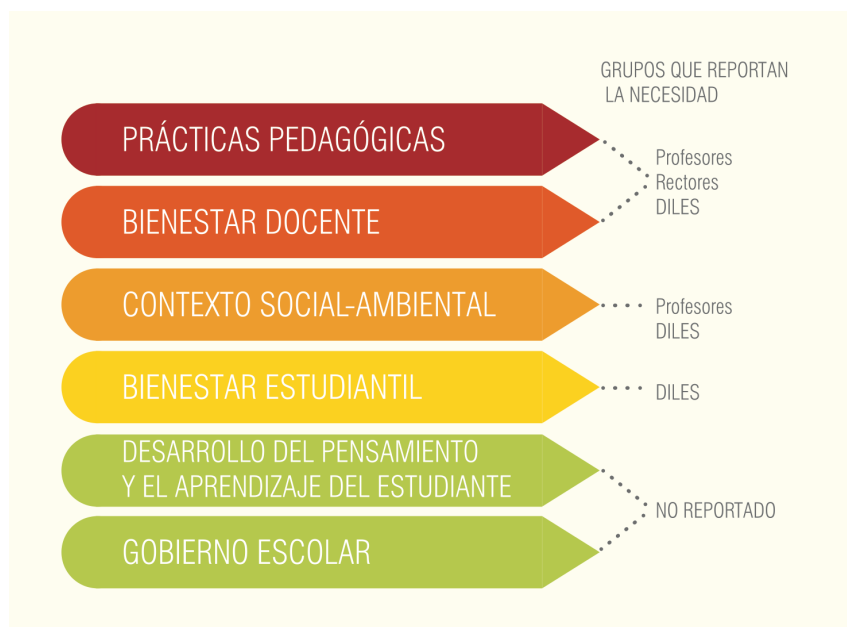 GRUPOS QUE REPORTAN
LA NECESIDAD
PRÁCTICAS PEDAGÓGICAS
BIENESTAR DOCENTE
Profesores
Rectores
DILES
CONTEXTO SOCIAL-AMBIENTAL
Profesores
DILES
BIENESTAR ESTUDIANTIL
DILES
DESARROLLO DEL PENSAMIENTO
Y EL APRENDIZAJE DEL ESTUDIANTE
GOBIERNO ESCOLAR
NO REPORTADO